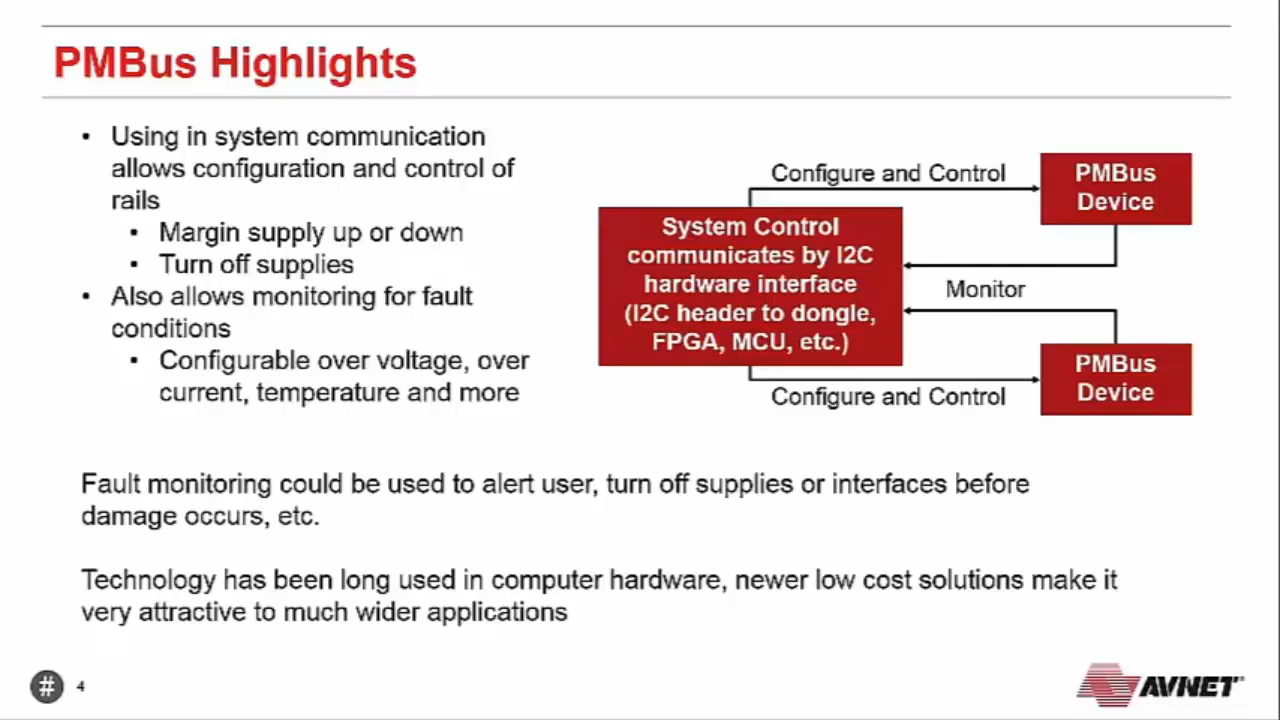 PMBus Highlights
• Using in system communication
allows configuration and control of
rails
• Margin supply up or down
• Turn off supplies
• Also allows monitoring for fault
conditions
• Configurable over voltage, over
current, temperature and more
Configure and Control
PMBus
Device
System Control
communicates by I2C
hardware interface
(I2C header to dongle,
FPGA, MCU, etc.)
Monitor
PMBus
Device
Configure and Control
Fault monitoring could be used to alert user, turn off supplies or interfaces before
damage occurs, etc.
Technology has been long used in computer hardware, newer low cost solutions make it
very attractive to much wider applications
# 4
AVNET